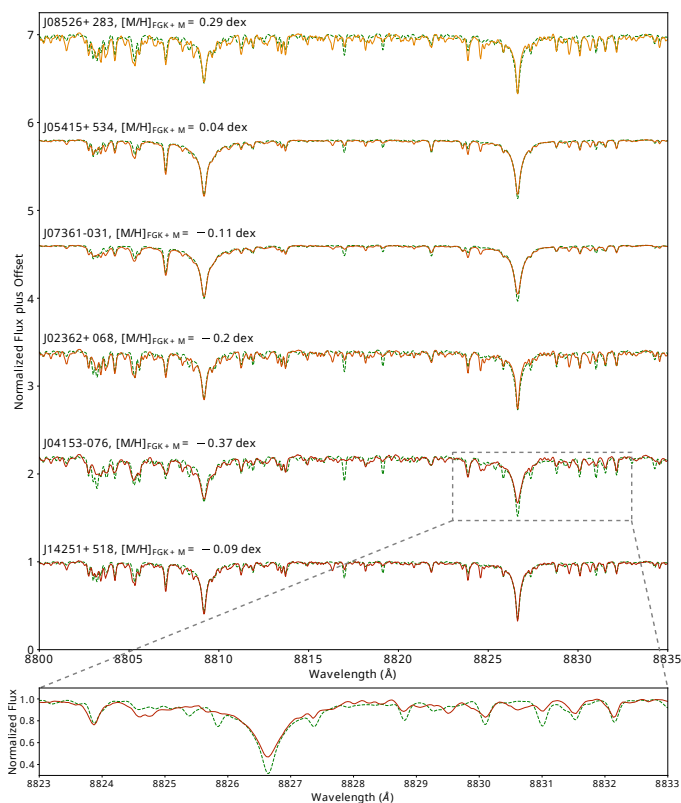 J08526+283, [M/H]FGK+M= 0.29 dex
J05415+534, [M/H]FGK+M= 0.04 dex
J07361-031, [M/H]FGK+M= −0.11 dex
J02362+068, [M/H]FGK+M= −0.2 dex
J04153-076, [M/H]FGK+M= −0.37 dex
J14251+518, [M/H]FGK+M= −0.09 dex
Normalized Flux plus Offset
7
6
5
4
3
2
1
0
8800 8805 8810 8815 8820 8825 8830 8835
Wavelength (Å)
Normalized Flux
1.0
0.8
0.6
0.4
8823 8824 8825 8826 8827 8828 8829 8830 8831 8832 8833
Wavelength (Å)